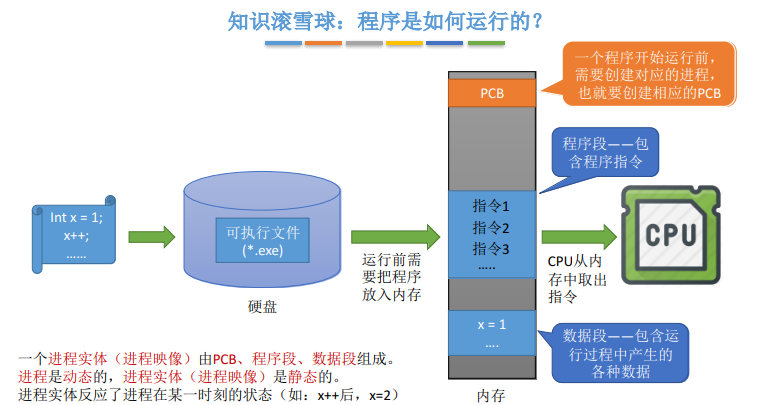 知识滚雪球：程序是如何运行的？
一个程序开始运行前，
需要创建对应的进程，
也就要创建相应的PCB
PCB
程序段——包
含程序指令
Int x = 1;
x++;
……
可执行文件
(*.exe)
硬盘
运行前需
要把程序
放入内存
指令1
指令2
指令3
…..
CPU从内
存中取出
指令
CPU
x = 1
….
数据段——包含运
行过程中产生的
各种数据
内存
一个进程实体（进程映像）由PCB、程序段、数据段组成。
进程是动态的，进程实体（进程映像）是静态的。
进程实体反应了进程在某一时刻的状态（如：x++后，x=2）